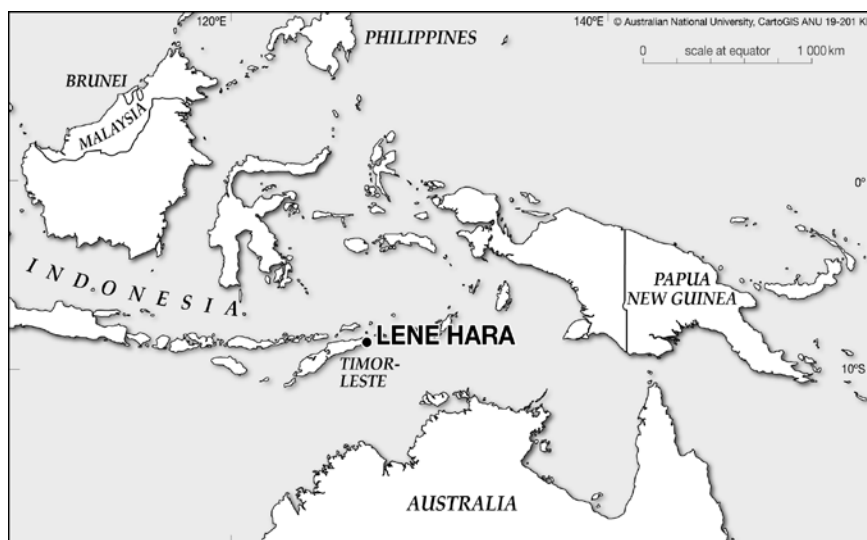 120°E
140°E
© Australian National University, CartoGIS ANU 19-201 K
PHILIPPINES
0 scale at equator 1 000 km
BRUNEI
MALAYSIA
0°
INDONESIA
PAPUA
NEW GUINEA
LENE HARA
TIMOR-
LESTE
10°S
AUSTRALIA